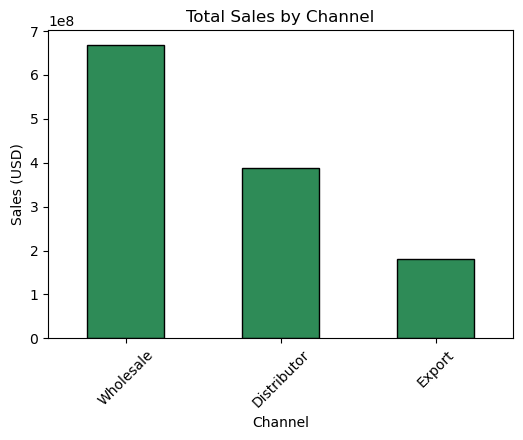 Total Sales by Channel
1e8
7
6
5
4
3
2
1
0
Sales (USD)
Wholesale
Distributor
Export
Channel